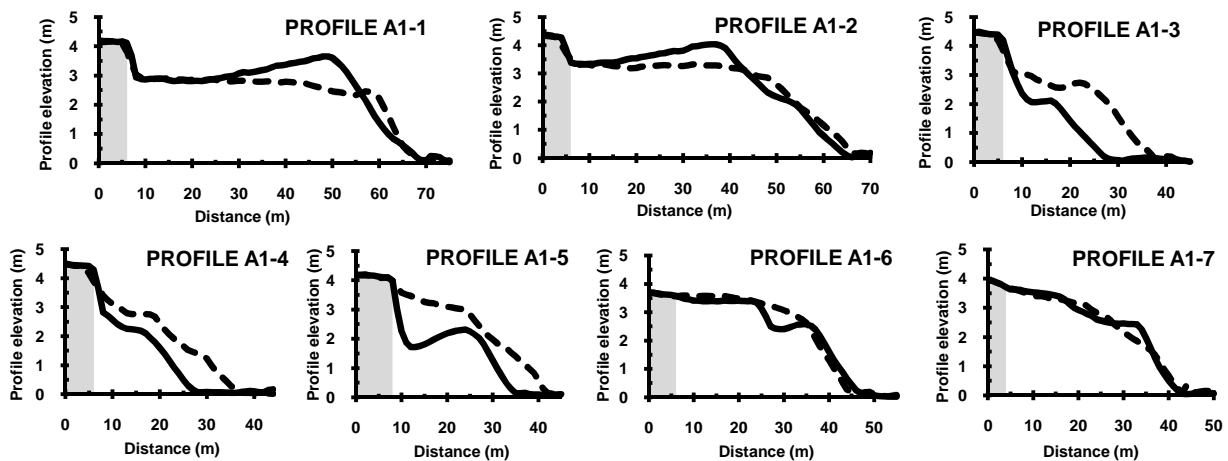 PROFILE A1-1
Profile elevation (m)
5
4
3
2
1
0
0 10 20 30 40 50 60 70
Distance (m)
PROFILE A1-2
Profile elevation (m)
5
4
3
2
1
0
0 10 20 30 40 50 60 70
Distance (m)
PROFILE A1-3
Profile elevation (m)
5
4
3
2
1
0
0 10 20 30 40
Distance (m)
PROFILE A1-4
Profile elevation (m)
5
4
3
2
1
0
0 10 20 30 40
Distance (m)
PROFILE A1-5
Profile elevation (m)
5
4
3
2
1
0
0 10 20 30 40
Distance (m)
PROFILE A1-6
Profile elevation (m)
5
4
3
2
1
0
0 10 20 30 40 50
Distance (m)
PROFILE A1-7
Profile elevation (m)
5
4
3
2
1
0
0 10 20 30 40 50
Distance (m)